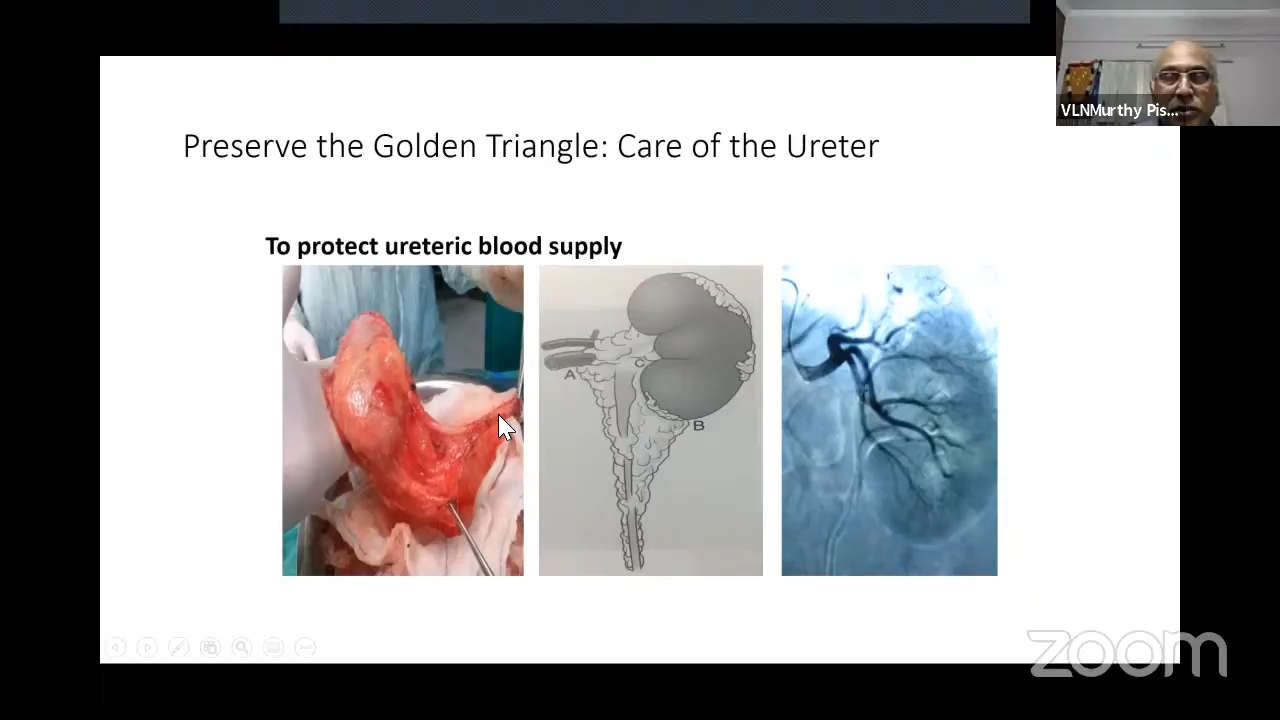 VLNMurthy Pis...
Preserve the Golden Triangle: Care of the Ureter
To protect ureteric blood supply
A
C
B
zoom